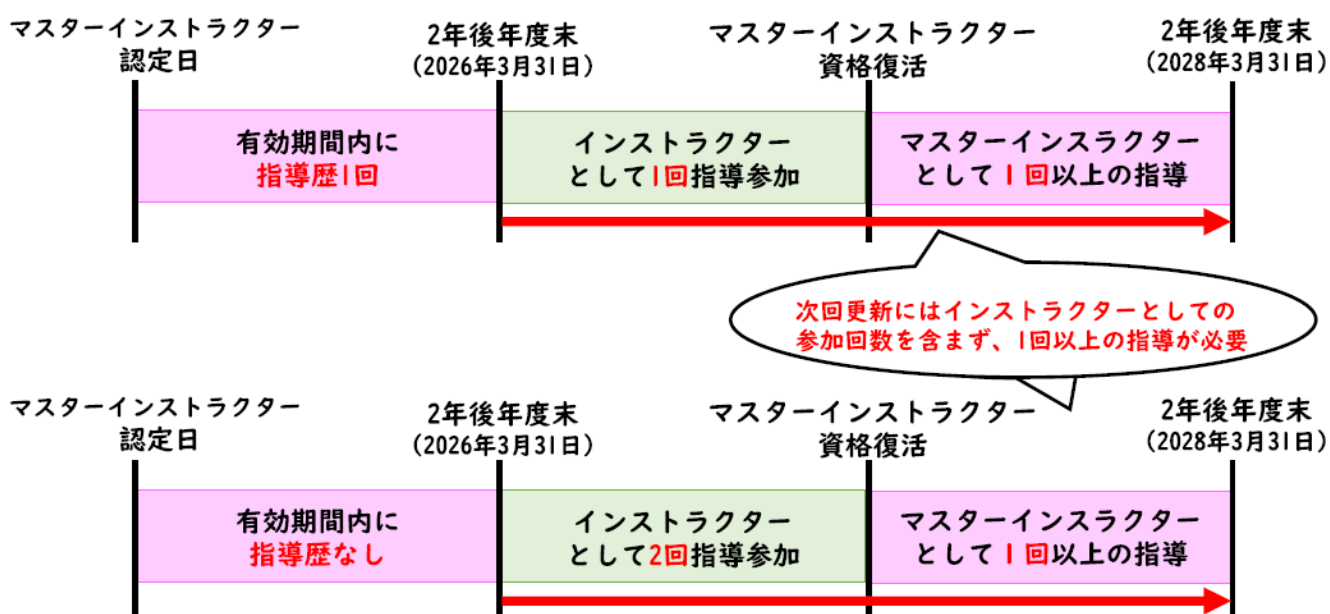 マスターインストラクター
認定日
2年後年度末
(2026年3月31日)
マスターインストラクター
資格復活
2年後年度末
(2028年3月31日)
有効期間内に
指導歴1回
インストラクター
として1回指導参加
マスターインスラクター
として1回以上の指導
次回更新にはインストラクターとしての
参加回数を含まず、1回以上の指導が必要
マスターインストラクター
認定日
2年後年度末
(2026年3月31日)
マスターインストラクター
資格復活
2年後年度末
(2028年3月31日)
有効期間内に
指導歴なし
インストラクター
として2回指導参加
マスターインスラクター
として1回以上の指導